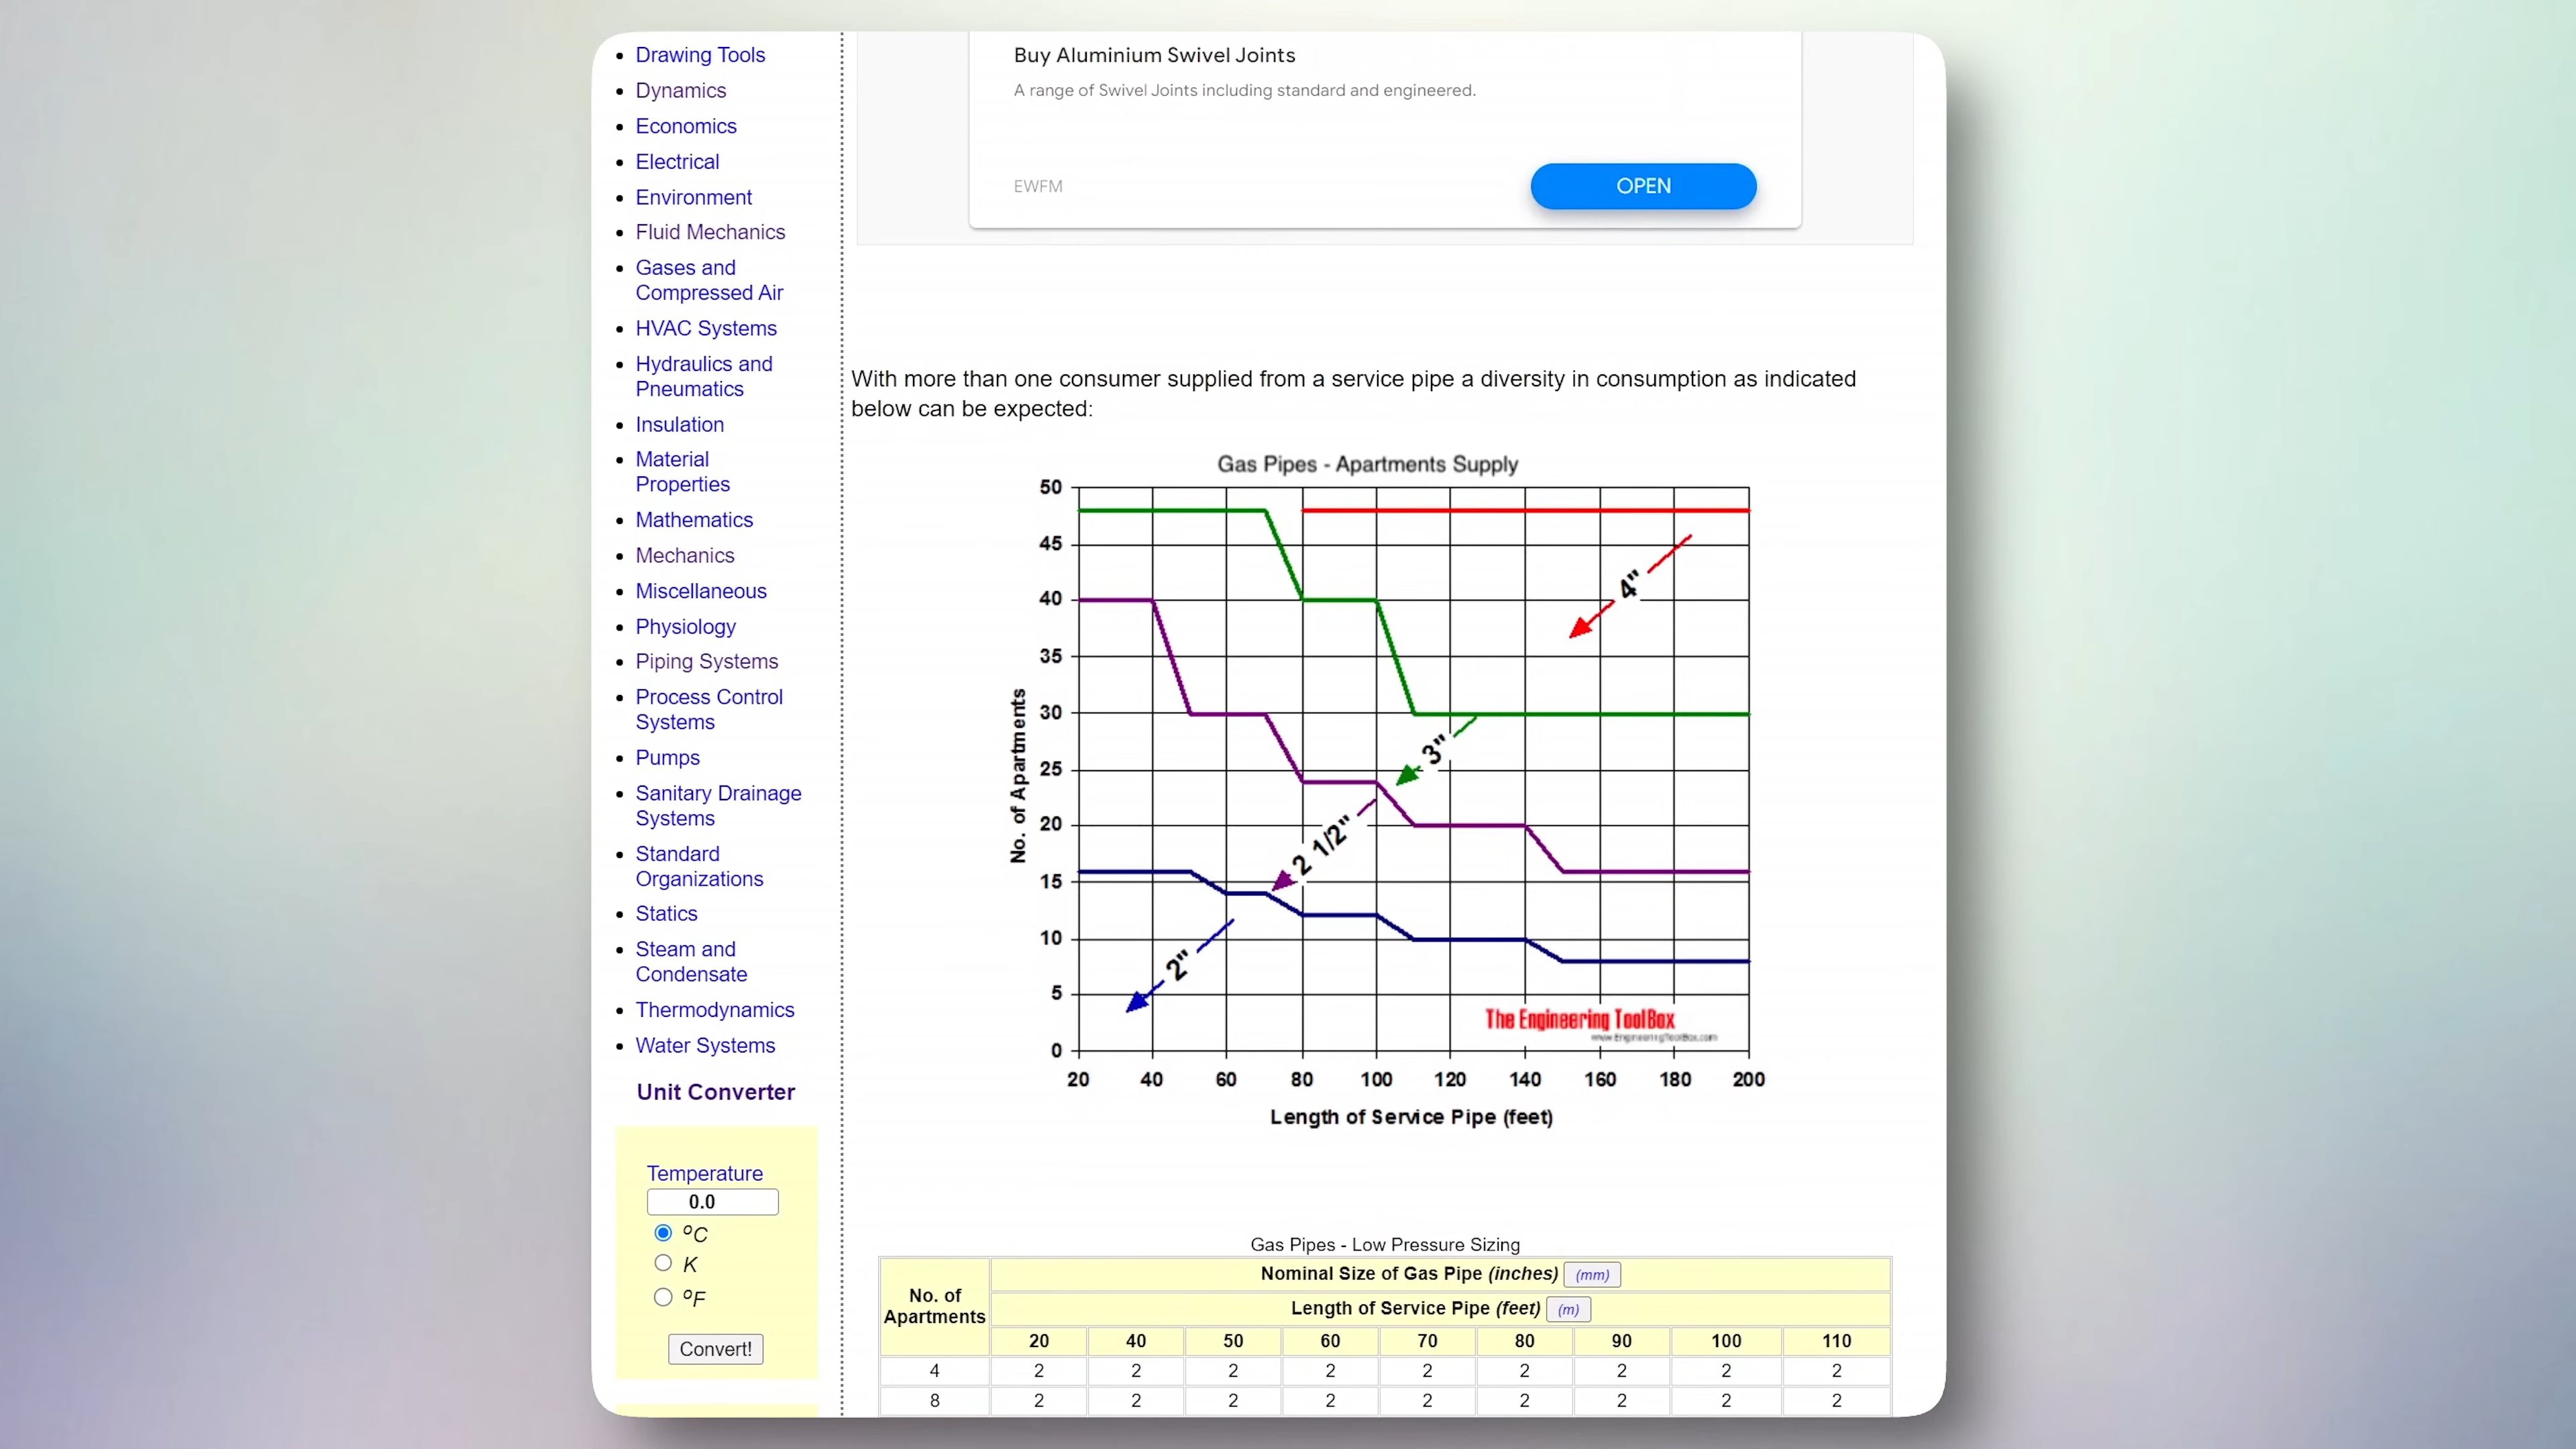 Drawing Tools
Dynamics
Economics
Electrical
Environment
Fluid Mechanics
Gases and
Compressed Air
HVAC Systems
Hydraulics and
Pneumatics
Insulation
Material
Properties
Mathematics
Mechanics
Miscellaneous
Physiology
Piping Systems
Process Control
Systems
Pumps
Sanitary Drainage
Systems
Standard
Organizations
Statics
Steam and
Condensate
Thermodynamics
Water Systems
Unit Converter
Temperature
0.0
ºC
K
ºF
Convert!
Buy Aluminium Swivel Joints
A range of Swivel Joints including standard and engineered.
EWFM
OPEN
With more than one consumer supplied from a service pipe a diversity in consumption as indicated
below can be expected:
Gas Pipes - Apartments Supply
No. of Apartments
50
45
40
35
30
25
20
15
10
5
0
4"
3"
2 1/2"
2"
The Engineering ToolBox
www.EngineeringToolBox.com
20 40 60 80 100 120 140 160 180 200
Length of Service Pipe (feet)
Gas Pipes - Low Pressure Sizing
No. of
Apartments
Nominal Size of Gas Pipe (inches) (mm)
Length of Service Pipe (feet) (m)
20 40 50 60 70 80 90 100 110
4 2 2 2 2 2 2 2 2 2
8 2 2 2 2 2 2 2 2 2